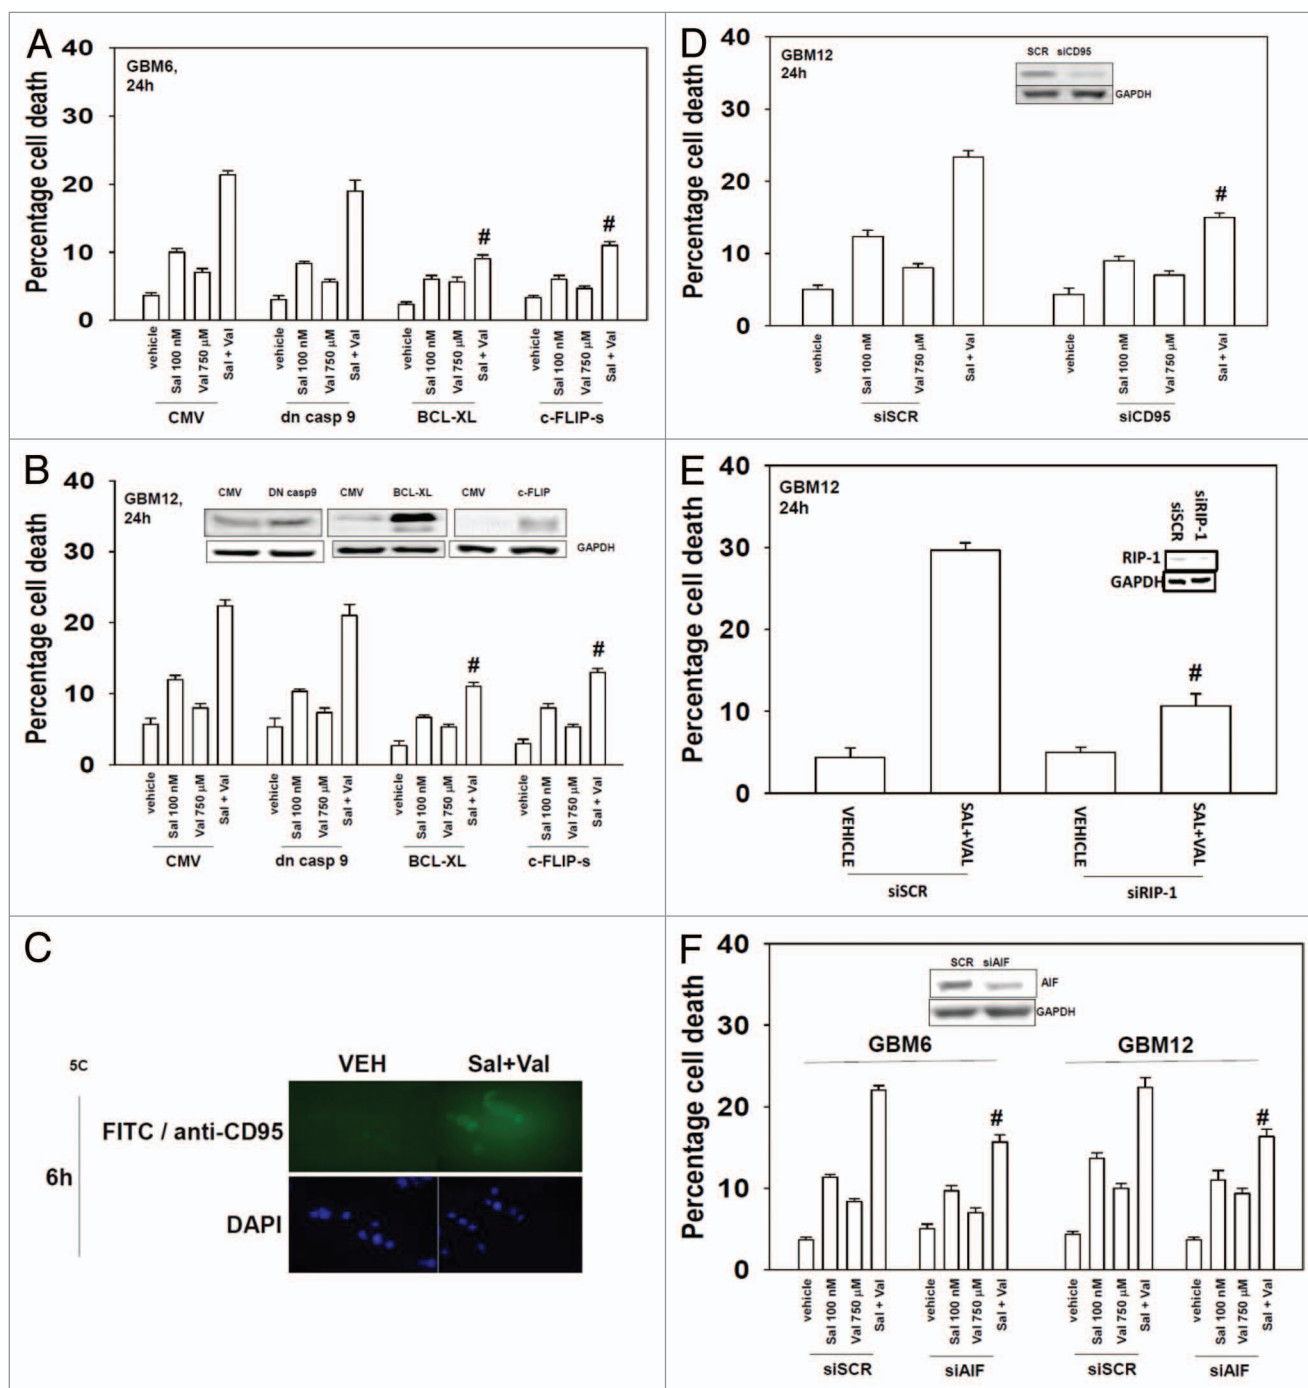 A
Percentage cell death
40
30
20
10
0
GBM6,
24h
#
#
vehicle
Sal 100 nM
Val 750 µM
Sal + Val
vehicle
Sal 100 nM
Val 750 µM
Sal + Val
vehicle
Sal 100 nM
Val 750 µM
Sal + Val
vehicle
Sal 100 nM
Val 750 µM
Sal + Val
CMV
dn casp 9
BCL-XL
c-FLIP-s
B
Percentage cell death
40
30
20
10
0
GBM12,
24h
CMV DN casp9 CMV BCL-XL CMV c-FLIP
GAPDH
#
#
vehicle
Sal 100 nM
Val 750 µM
Sal + Val
vehicle
Sal 100 nM
Val 750 µM
Sal + Val
vehicle
Sal 100 nM
Val 750 µM
Sal + Val
vehicle
Sal 100 nM
Val 750 µM
Sal + Val
CMV
dn casp 9
BCL-XL
c-FLIP-s
C
5C
VEH
Sal+Val
FITC / anti-CD95
6h
DAPI
D
Percentage cell death
40
30
20
10
0
GBM12
24h
SCR siCD95
GAPDH
#
vehicle
Sal 100 nM
Val 750 µM
Sal + Val
vehicle
Sal 100 nM
Val 750 µM
Sal + Val
siSCR
siCD95
E
Percentage cell death
40
30
20
10
0
GBM12
24h
siSCR
siRIP-1
RIP-1
GAPDH
#
VEHICLE
SAL+VAL
VEHICLE
SAL+VAL
siSCR
siRIP-1
F
Percentage cell death
40
30
20
10
0
SCR siAIF
AIF
GAPDH
GBM6
GBM12
#
#
vehicle
Sal 100 nM
Val 750 µM
Sal + Val
vehicle
Sal 100 nM
Val 750 µM
Sal + Val
vehicle
Sal 100 nM
Val 750 µM
Sal + Val
vehicle
Sal 100 nM
Val 750 µM
Sal + Val
siSCR
siAIF
siSCR
siAIF